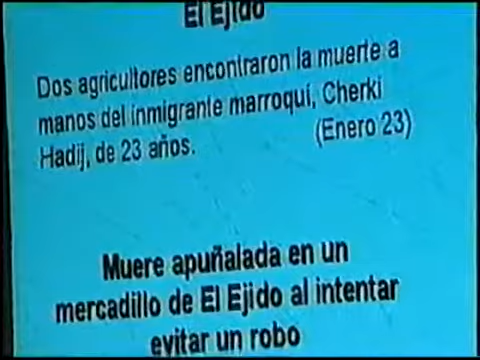 El Ejido
Dos agricultores encontraron la muerte a
manos del inmigrante marroquí, Cherki
Hadij, de 23 años. (Enero 23)
Muere apuñalada en un
mercadillo de El Ejido al intentar
evitar un robo